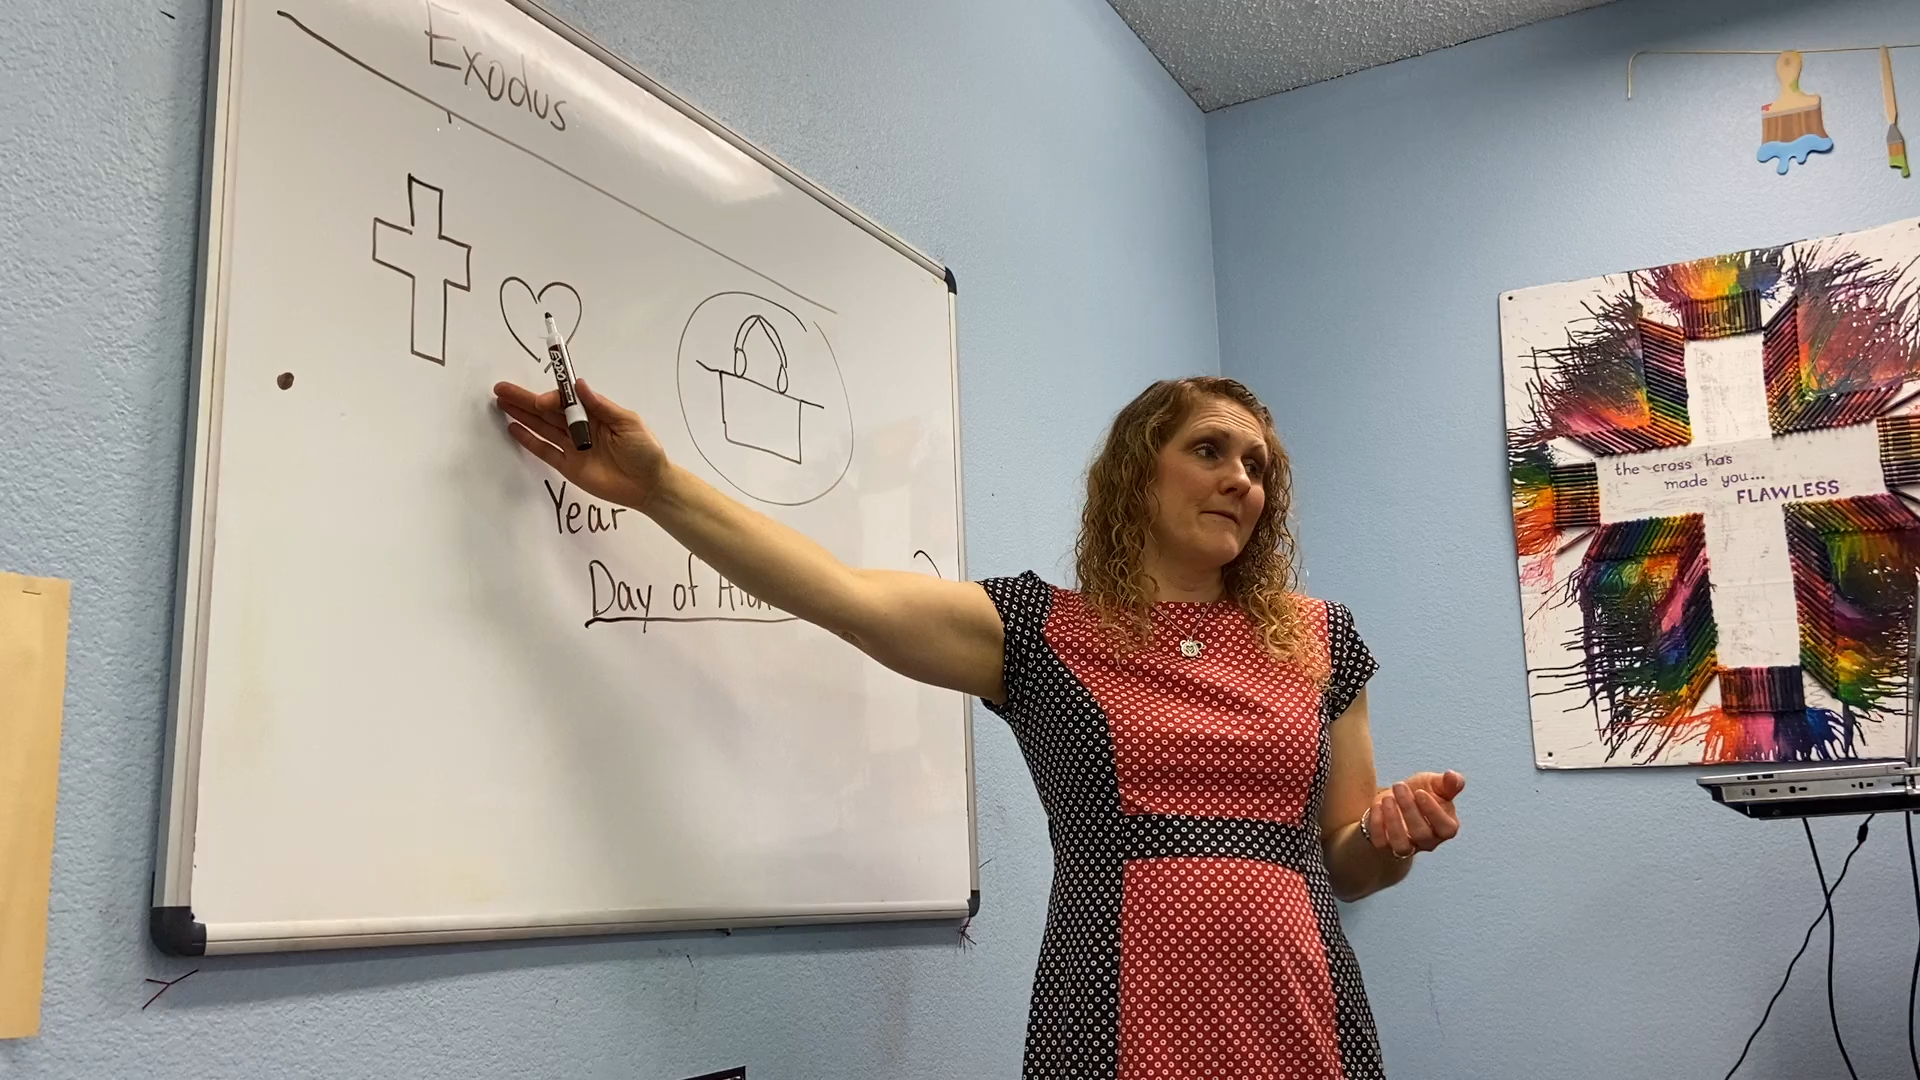 Exodus
Year
Day of
the cross has
made you...
FLAWLESS
EXPO